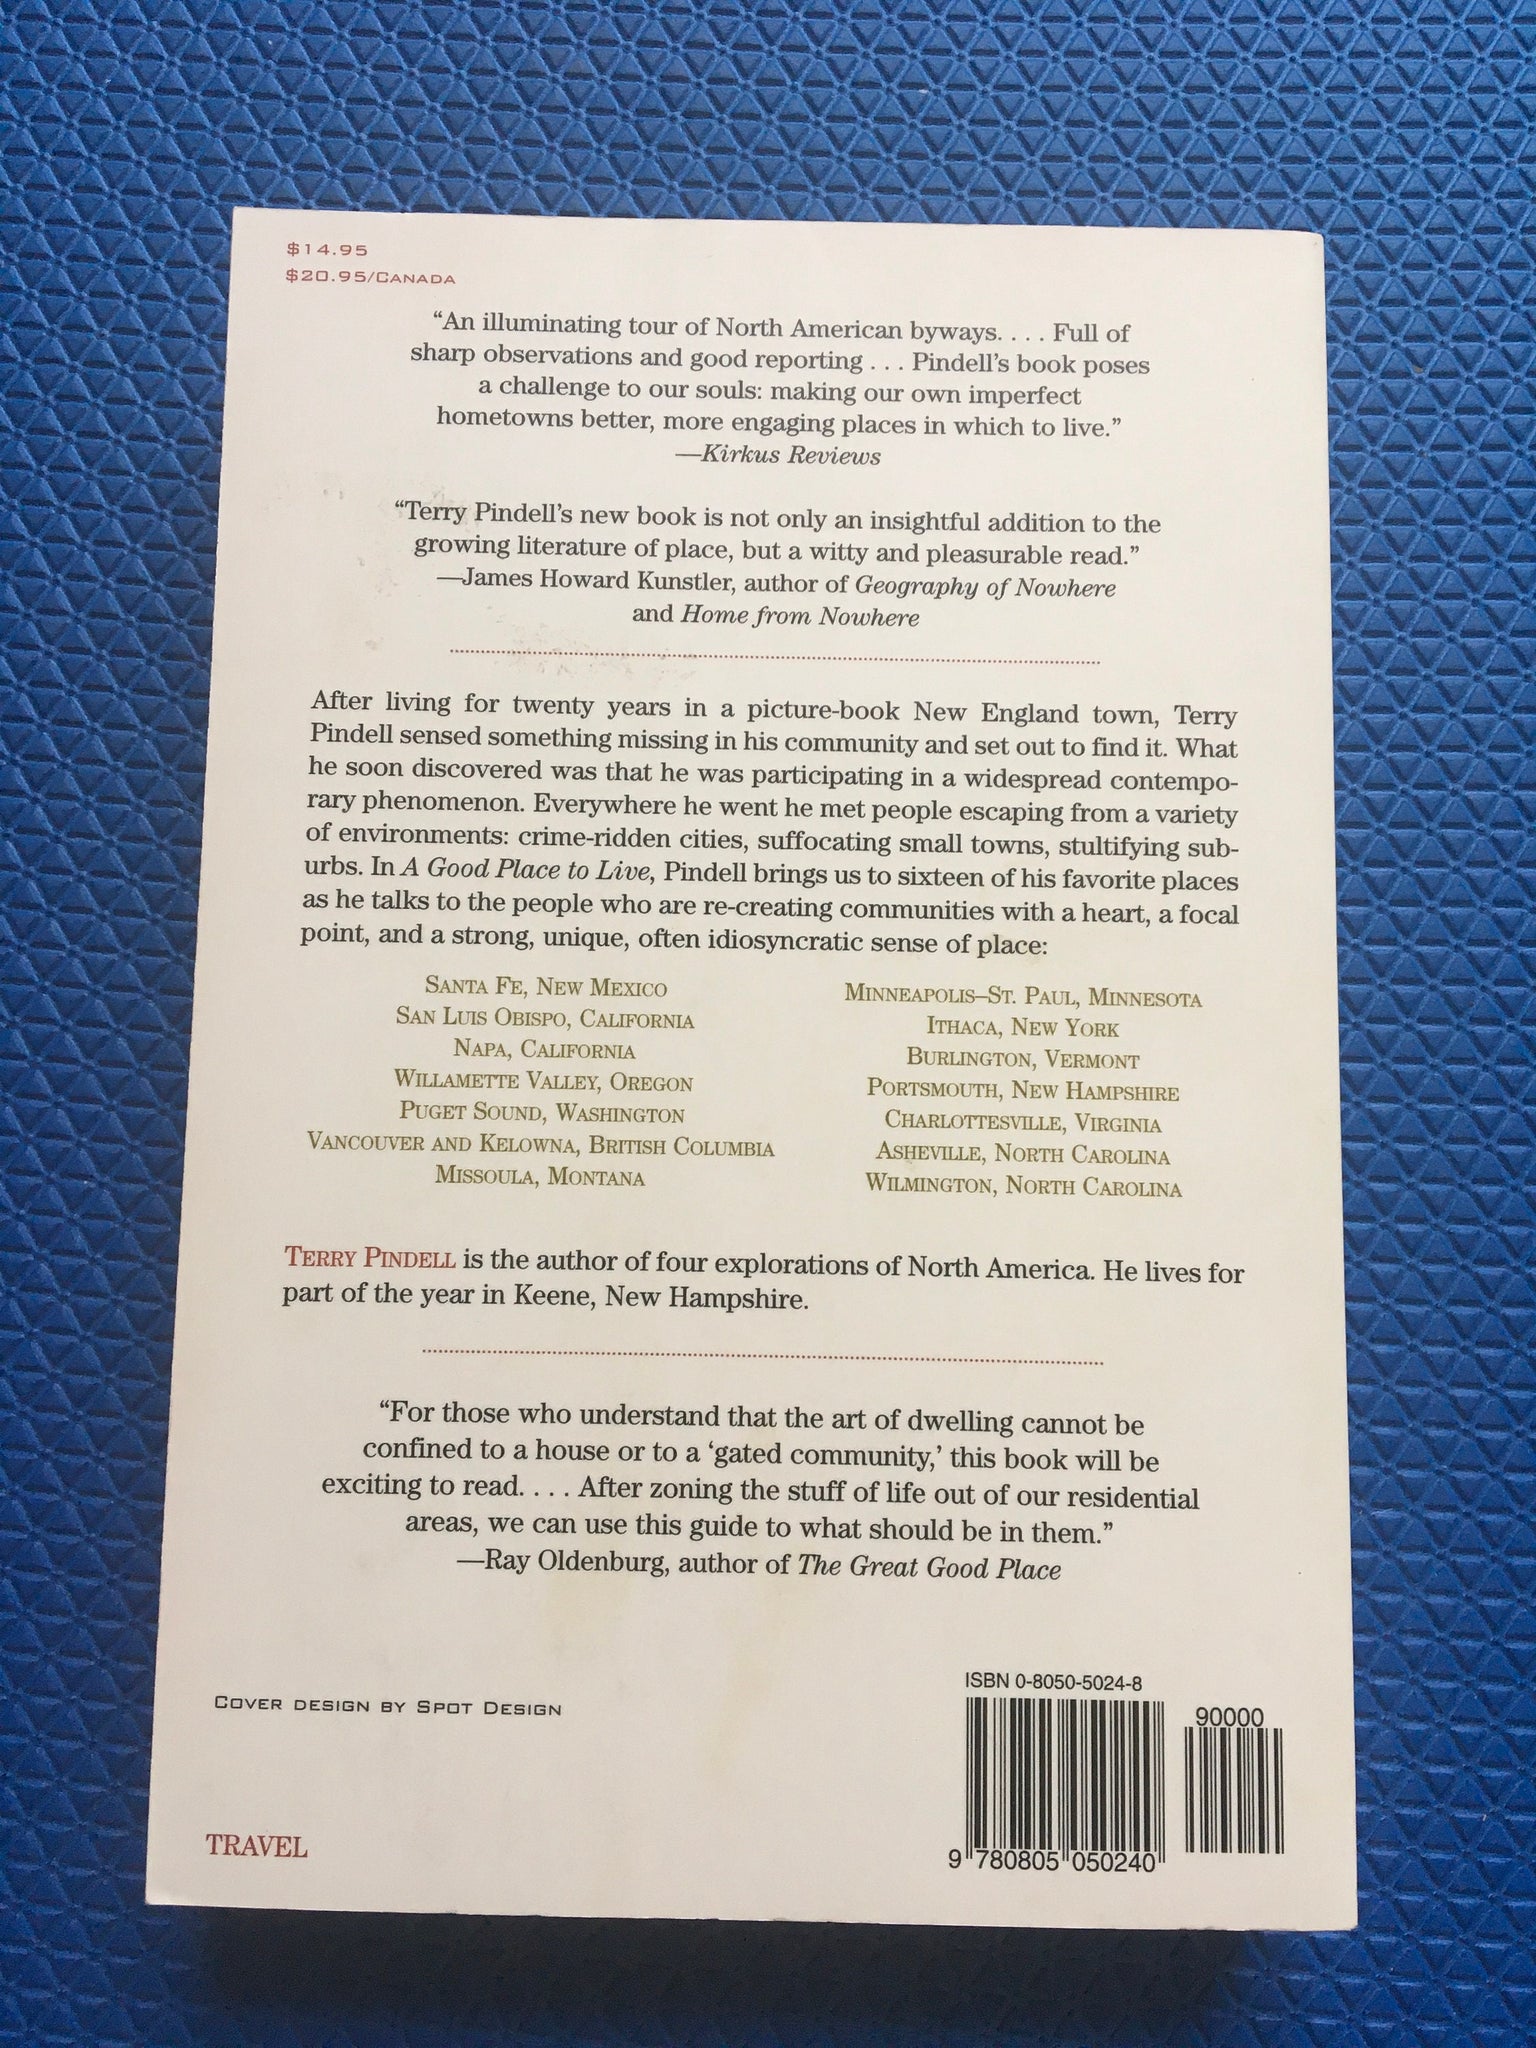 $14.95
$20.95/CANADA
“An illuminating tour of North American byways. . . . Full of
sharp observations and good reporting . . . Pindell’s book poses
a challenge to our souls: making our own imperfect
hometowns better, more engaging places in which to live.”
—Kirkus Reviews
“Terry Pindell’s new book is not only an insightful addition to the
growing literature of place, but a witty and pleasurable read.”
—James Howard Kunstler, author of Geography of Nowhere
and Home from Nowhere
After living for twenty years in a picture-book New England town, Terry
Pindell sensed something missing in his community and set out to find it. What
he soon discovered was that he was participating in a widespread contempo-
rary phenomenon. Everywhere he went he met people escaping from a variety
of environments: crime-ridden cities, suffocating small towns, stultifying sub-
urbs. In A Good Place to Live, Pindell brings us to sixteen of his favorite places
as he talks to the people who are re-creating communities with a heart, a focal
point, and a strong, unique, often idiosyncratic sense of place:
SANTA FE, NEW MEXICO
SAN LUIS OBISPO, CALIFORNIA
NAPA, CALIFORNIA
WILLAMETTE VALLEY, OREGON
PUGET SOUND, WASHINGTON
VANCOUVER AND KELOWNA, BRITISH COLUMBIA
MISSOULA, MONTANA
MINNEAPOLIS–ST. PAUL, MINNESOTA
ITHACA, NEW YORK
BURLINGTON, VERMONT
PORTSMOUTH, NEW HAMPSHIRE
CHARLOTTESVILLE, VIRGINIA
ASHEVILLE, NORTH CAROLINA
WILMINGTON, NORTH CAROLINA
TERRY PINDELL is the author of four explorations of North America. He lives for
part of the year in Keene, New Hampshire.
“For those who understand that the art of dwelling cannot be
confined to a house or to a ‘gated community,’ this book will be
exciting to read. . . . After zoning the stuff of life out of our residential
areas, we can use this guide to what should be in them.”
—Ray Oldenburg, author of The Great Good Place
COVER DESIGN BY SPOT DESIGN
TRAVEL
ISBN 0-8050-5024-8
90000
9 780805 050240